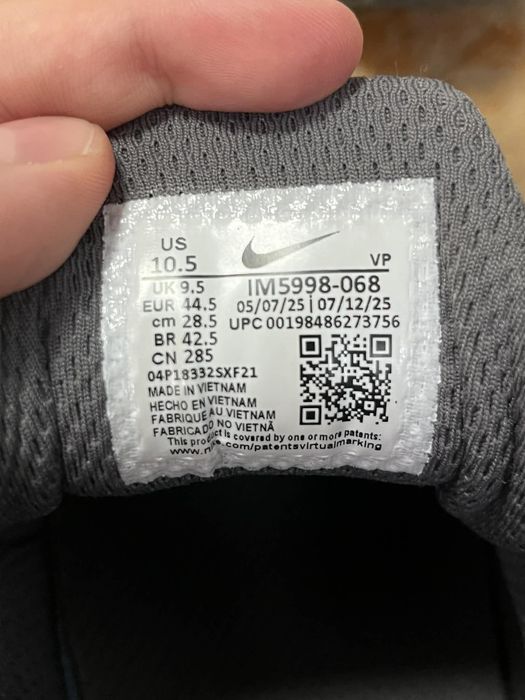 US
10.5
VP
UK 9.5
IM5998-068
EUR 44.5
05/07/25 | 07/12/25
cm 28.5
UPC 00198486273756
BR 42.5
CN 285
04P18332SXF21
MADE IN VIETNAM
HECHO EN VIETNAM
FABRIQUE AU VIETNAM
FABRICADO NO VIETNÃ
This product is covered by one or more patents:
www.nike.com/patentsvirtualmarking